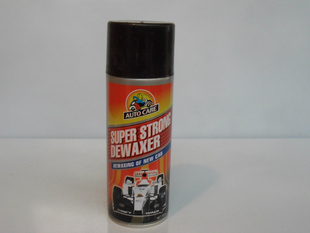 AUTO CARE
SUPER STRONG
DEWAXER
DEWAXING OF NEW CAR